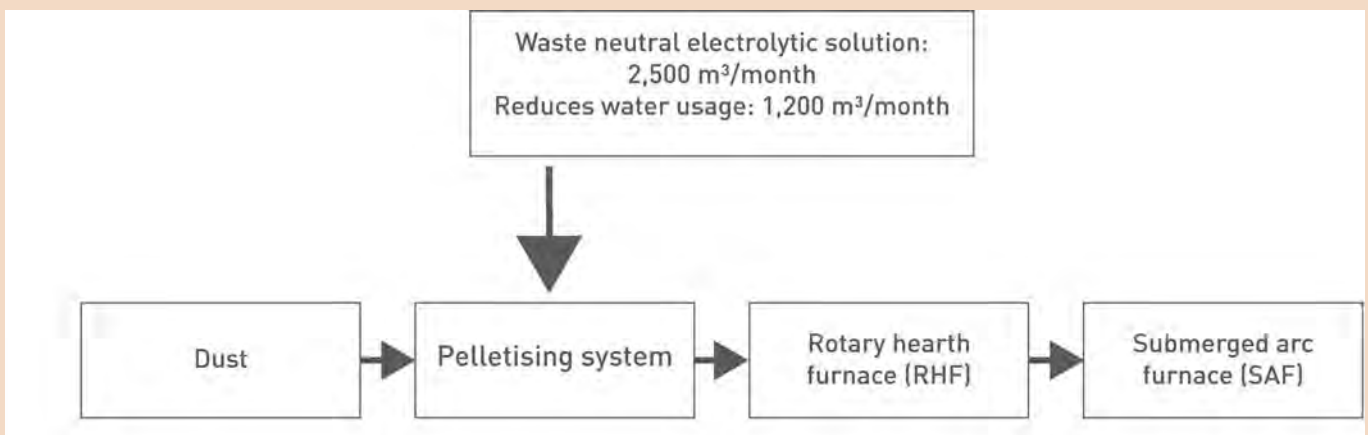 Waste neutral electrolytic solution:
2,500 m³/month
Reduces water usage: 1,200 m³/month
Dust
Pelletising system
Rotary hearth
furnace (RHF)
Submerged arc
furnace (SAF)